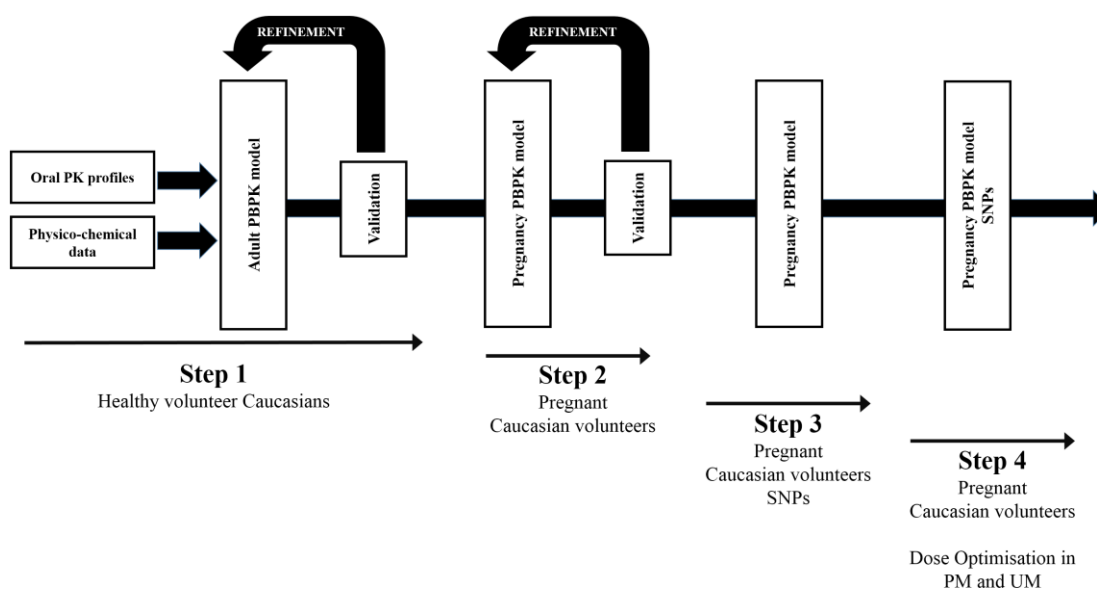 REFINEMENT
REFINEMENT
Oral PK profiles
Physico-chemical
data
Adult PBPK model
Validation
Pregnancy PBPK model
Validation
Pregnancy PBPK model
Pregnancy PBPK model
SNPs
Step 1
Healthy volunteer Caucasians
Step 2
Pregnant
Caucasian volunteers
Step 3
Pregnant
Caucasian volunteers
SNPs
Step 4
Pregnant
Caucasian volunteers
Dose Optimisation in
PM and UM